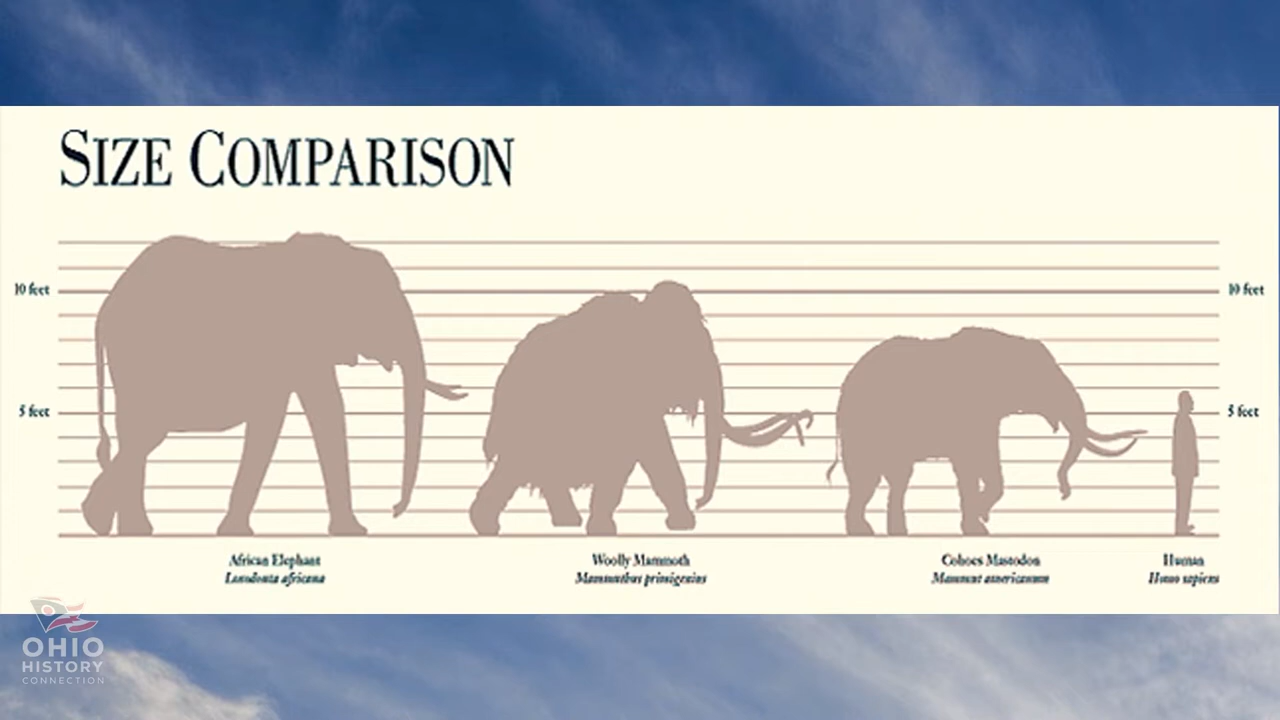 SIZE COMPARISON
10 feet
10 feet
5 feet
5 feet
African Elephant
Loxodonta africana
Woolly Mammoth
Mammuthus primigenius
Cohoes Mastodon
Mammut americanum
Human
Homo sapiens
OHIO
HISTORY
CONNECTION